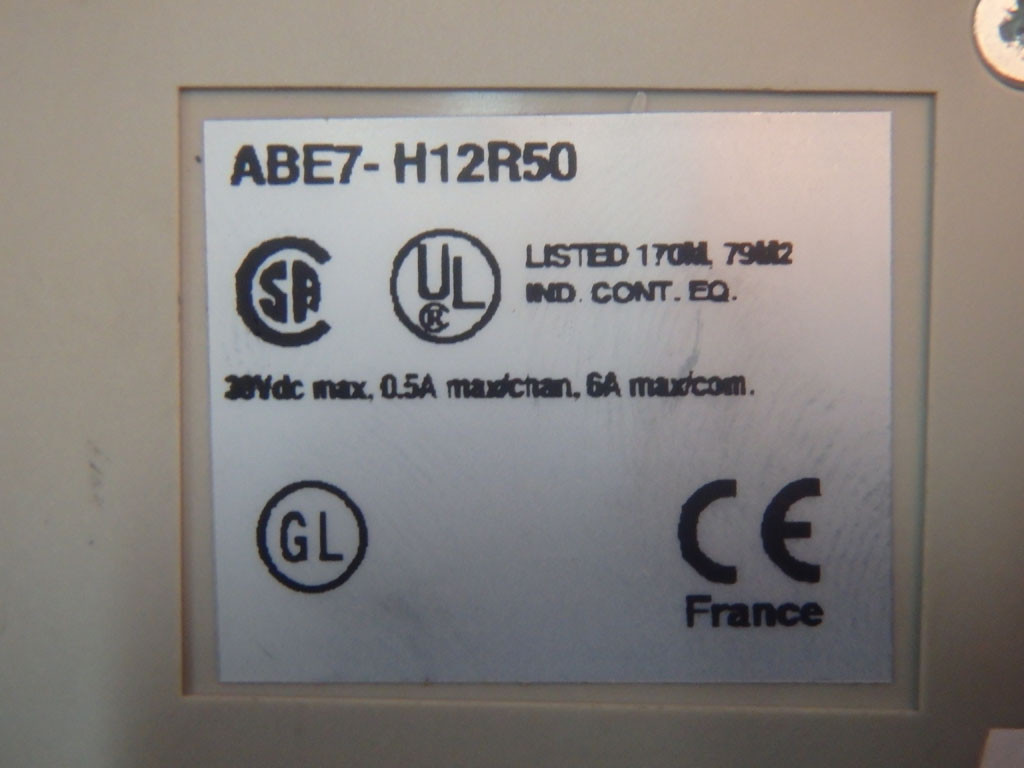 ABE7- H12R50
SA
UL
LISTED 170M, 79M2
IND. CONT. EQ.
30Vdc max, 0.5A max/chan, 6A max/com.
GL
CE
France